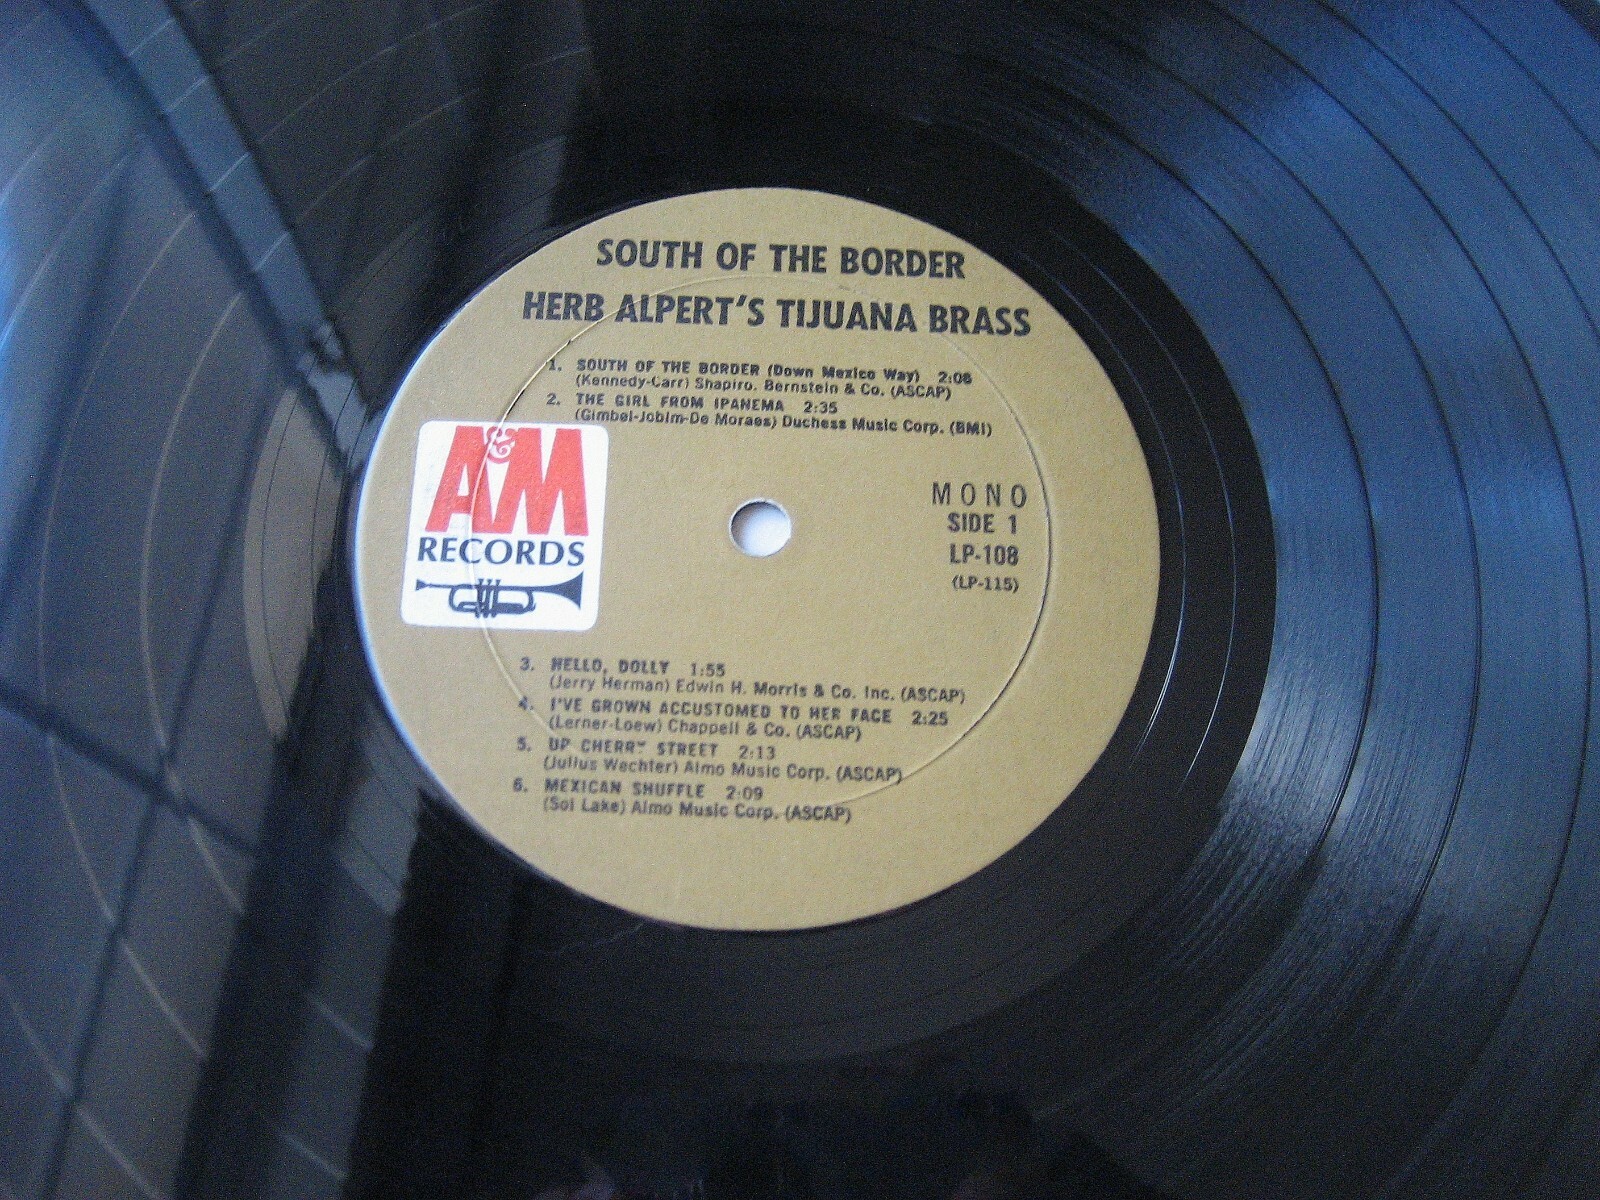 SOUTH OF THE BORDER
HERB ALPERT'S TIJUANA BRASS
1. SOUTH OF THE BORDER (Down Mexico Way) 2:08
(Kennedy-Carr) Shapiro, Bernstein & Co. (ASCAP)
2. THE GIRL FROM IPANEMA 2:35
(Gimbel-Jobim-De Moraes) Duchess Music Corp. (BMI)
A&M
RECORDS
MONO
SIDE 1
LP-108
(LP-115)
3. HELLO, DOLLY 1:55
(Jerry Herman) Edwin H. Morris & Co. Inc. (ASCAP)
4. I'VE GROWN ACCUSTOMED TO HER FACE 2:25
(Lerner-Loew) Chappell & Co. (ASCAP)
5. UP CHERRY STREET 2:13
(Julius Wechter) Almo Music Corp. (ASCAP)
6. MEXICAN SHUFFLE 2:09
(Sol Lake) Almo Music Corp. (ASCAP)